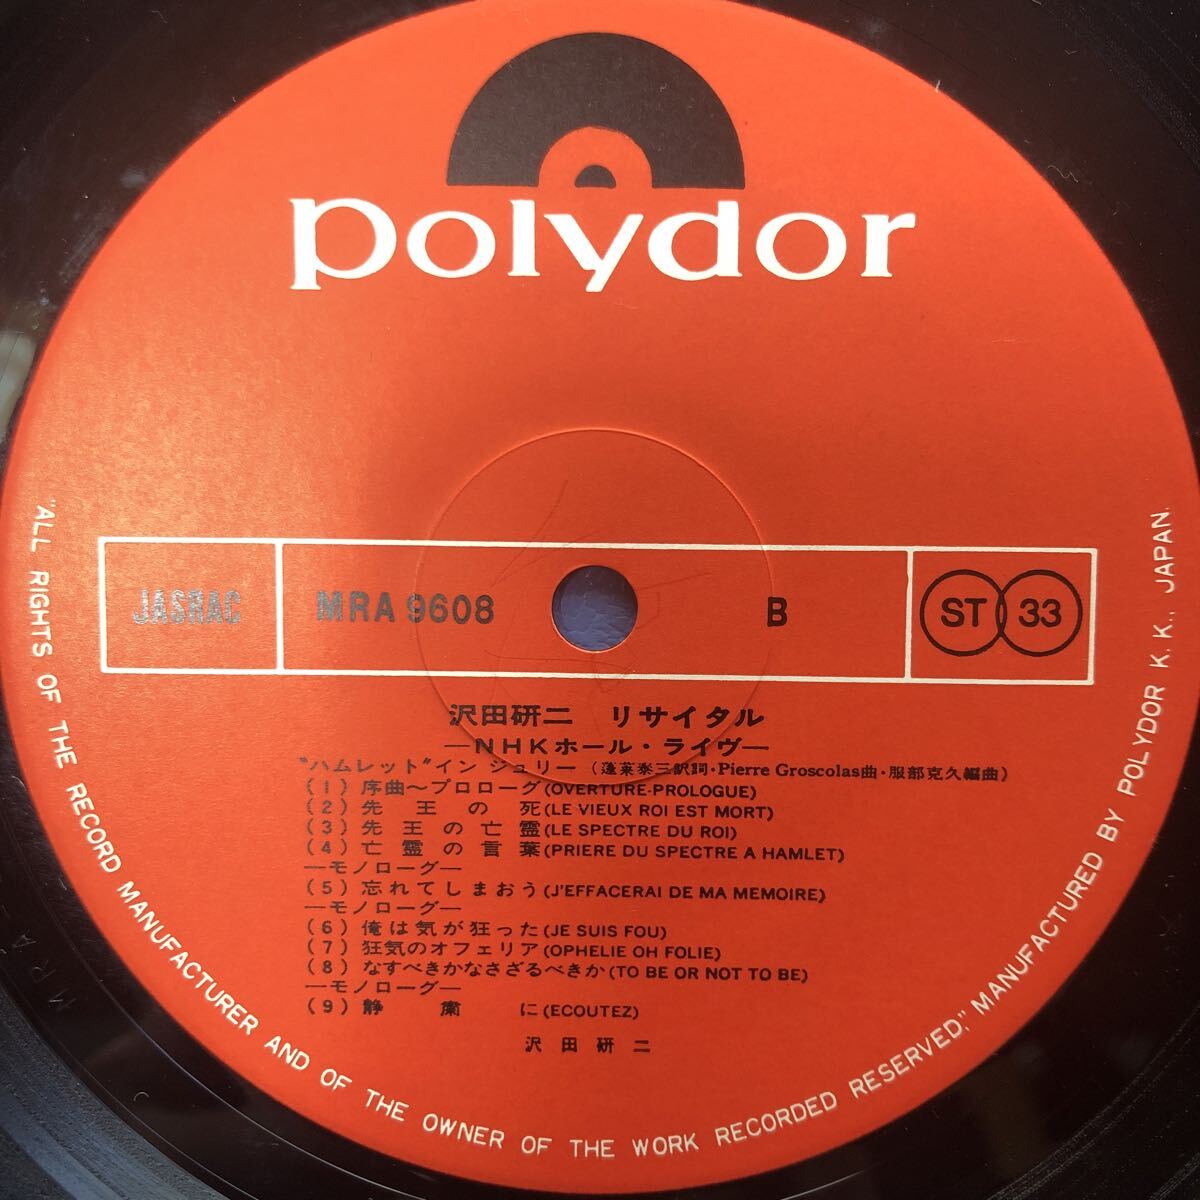 polydor
JASRAC MRA 9608 B ST 33
沢田研二 リサイタル
—NHKホール・ライヴ—
"ハムレット"イン ジュリー (蓬莱泰三訳詞・Pierre Groscolas曲・服部克久編曲)
(1) 序曲〜プロローグ(OVERTURE-PROLOGUE)
(2) 先王の死(LE VIEUX ROI EST MORT)
(3) 先王の亡霊(LE SPECTRE DU ROI)
(4) 亡霊の言葉(PRIERE DU SPECTRE A HAMLET)
—モノローグ—
(5) 忘れてしまおう(J'EFFACERAI DE MA MEMOIRE)
—モノローグ—
(6) 俺は気が狂った(JE SUIS FOU)
(7) 狂気のオフェリア(OPHELIE OH FOLIE)
(8) なすべきかなさざるべきか(TO BE OR NOT TO BE)
—モノローグ—
(9) 静粛に(ECOUTEZ)
沢田研二
"ALL RIGHTS OF THE RECORD MANUFACTURER AND OF THE OWNER OF THE WORK RECORDED RESERVED," MANUFACTURED BY POLYDOR K. K., JAPAN.